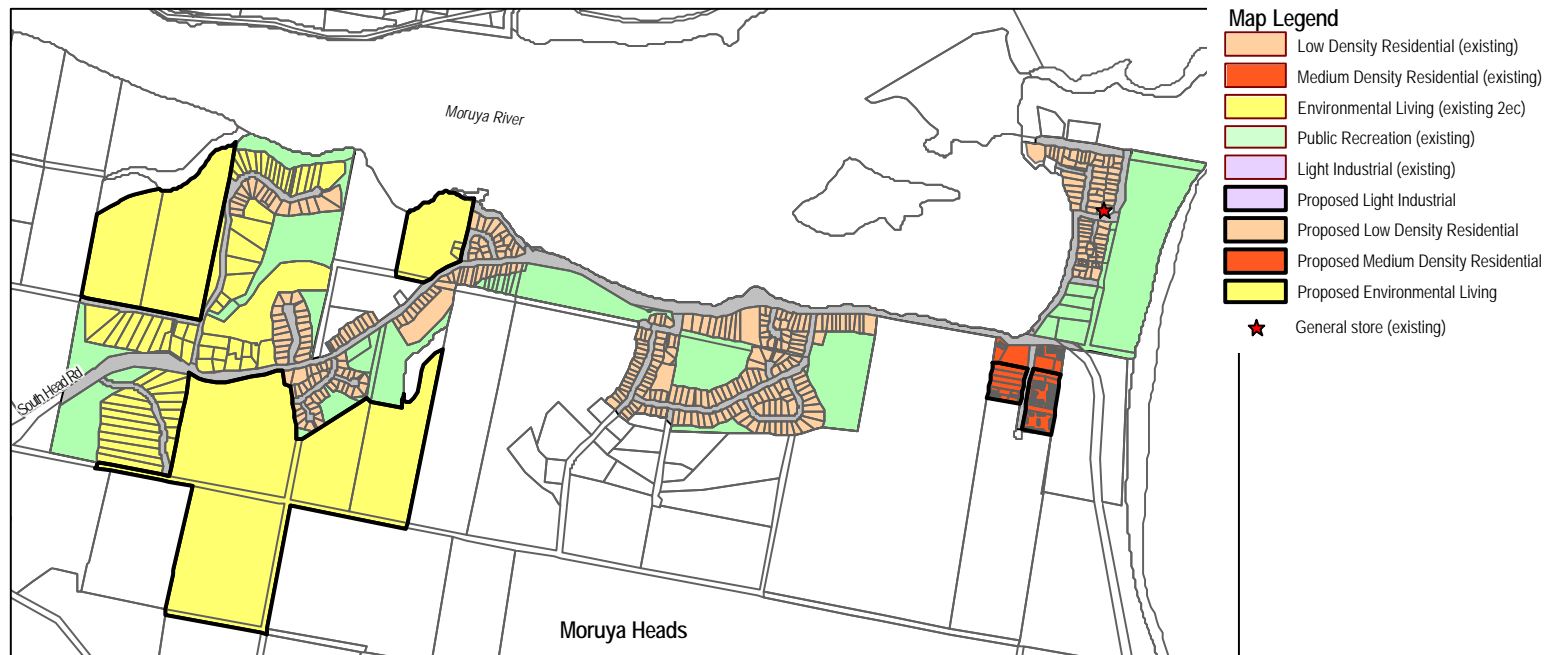 Map Legend
Low Density Residential (existing)
Medium Density Residential (existing)
Environmental Living (existing 2ec)
Public Recreation (existing)
Light Industrial (existing)
Proposed Light Industrial
Proposed Low Density Residential
Proposed Medium Density Residential
Proposed Environmental Living
General store (existing)
Moruya River
South Head Rd
Moruya Heads